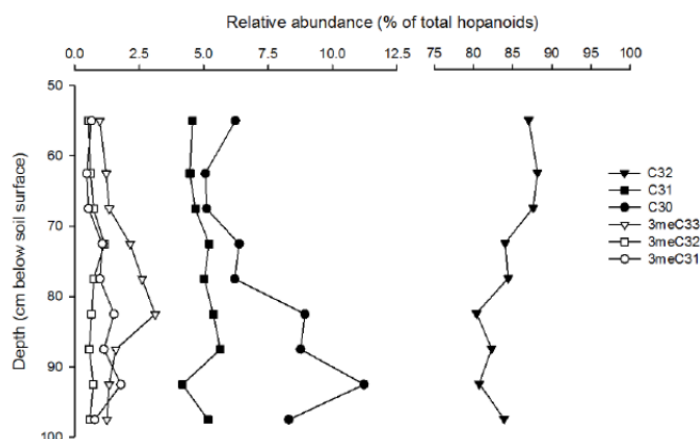 Relative abundance (% of total hopanoids)
0.0 2.5 5.0 7.5 10.0 12.5 75 80 85 90 95 100
50
60
70
80
90
100
Depth (cm below soil surface)
C32
C31
C30
3meC33
3meC32
3meC31